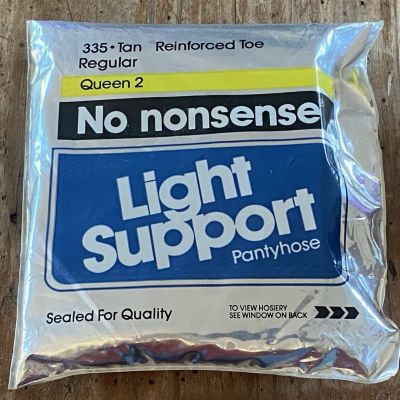 335 • Tan Reinforced Toe
Regular
Queen 2
No nonsense
Light
Support
Pantyhose
Sealed For Quality
TO VIEW HOSIERY
SEE WINDOW ON BACK